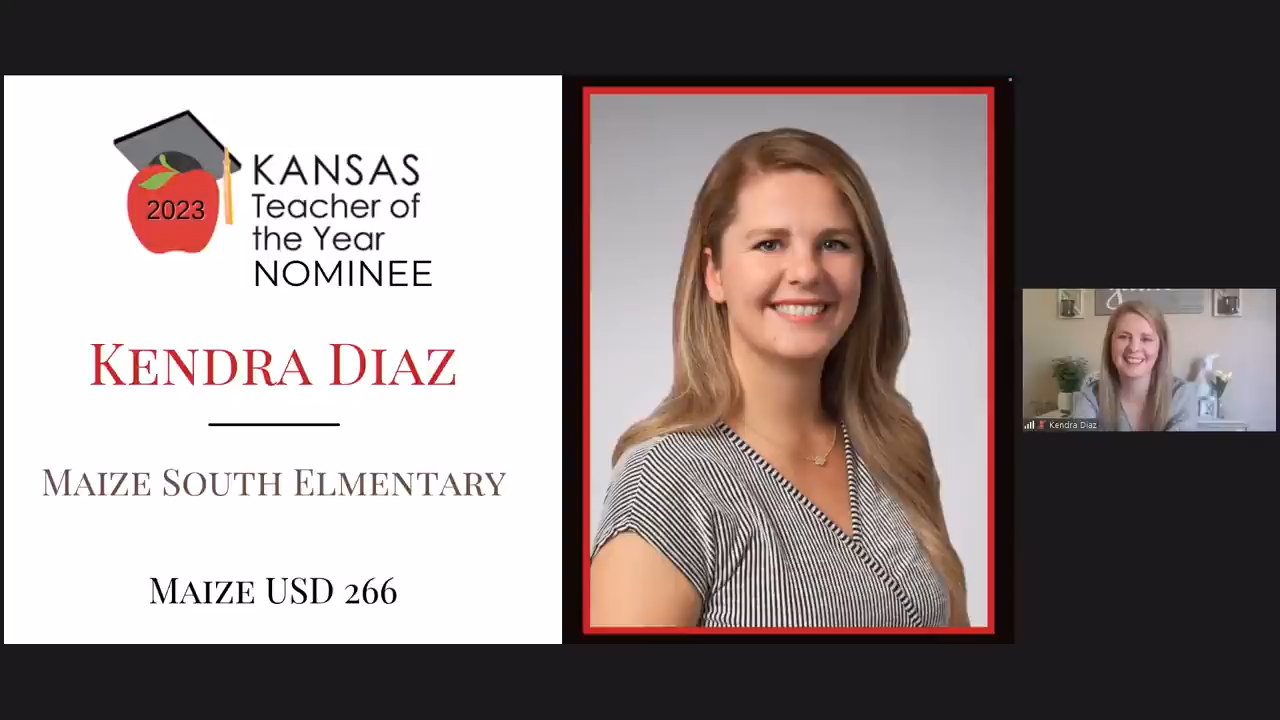 2023
KANSAS
Teacher of
the Year
NOMINEE
KENDRA DIAZ
MAIZE SOUTH ELMENTARY
MAIZE USD 266
Kendra Diaz